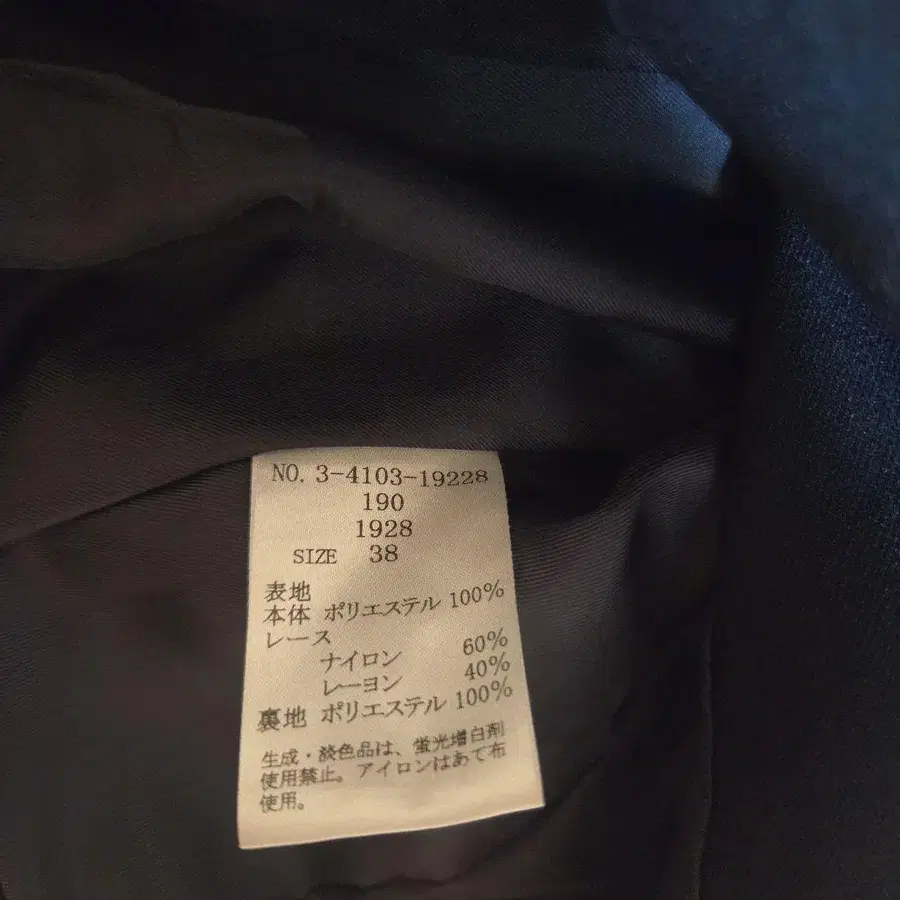 NO. 3-4103-19228
190
1928
SIZE 38
表地
本体 ポリエステル 100%
レース
ナイロン 60%
レーヨン 40%
裏地 ポリエステル 100%
生成・淡色品は、蛍光増白剤
使用禁止。アイロンはあて布
使用。